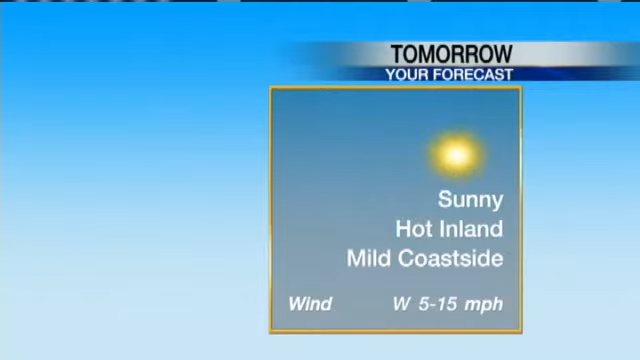 TOMORROW
YOUR FORECAST
Sunny
Hot Inland
Mild Coastside
Wind W 5-15 mph